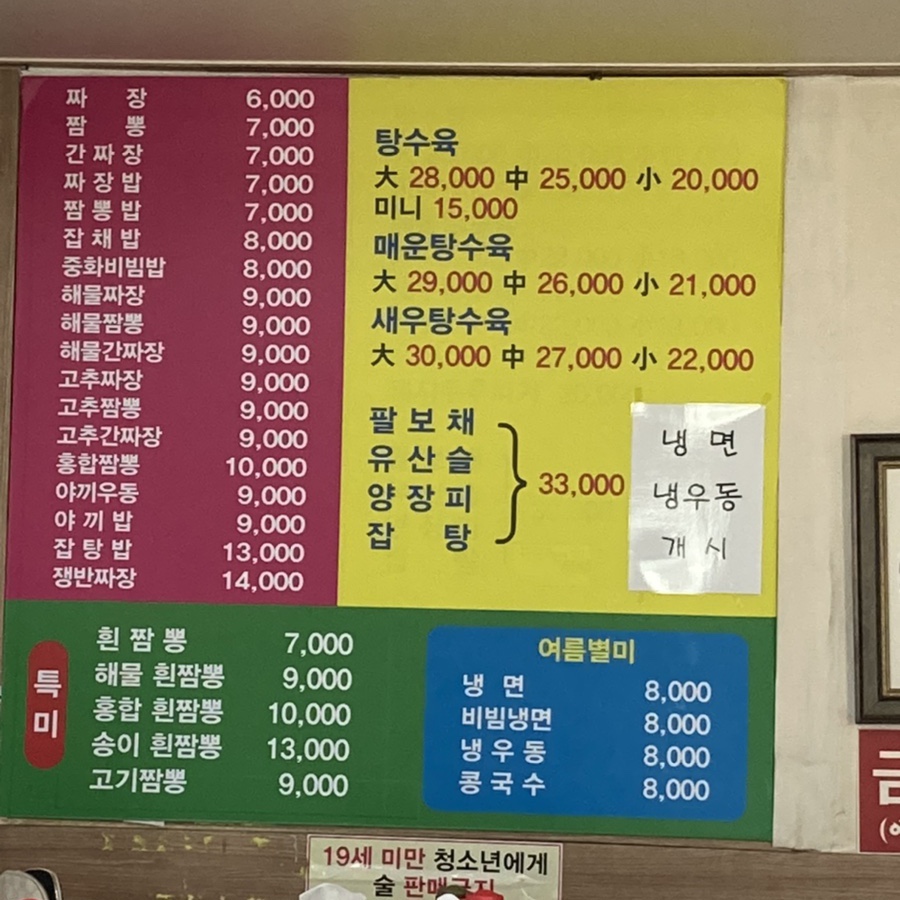 짜 장 6,000
짬 뽕 7,000
간 짜 장 7,000
짜 장 밥 7,000
짬 뽕 밥 7,000
잡 채 밥 8,000
중화비빔밥 8,000
해물짜장 9,000
해물짬뽕 9,000
해물간짜장 9,000
고추짜장 9,000
고추짬뽕 9,000
고추간짜장 9,000
홍합짬뽕 10,000
야끼우동 9,000
야 끼 밥 9,000
잡 탕 밥 13,000
쟁반짜장 14,000
탕수육
大 28,000 中 25,000 小 20,000
미니 15,000
매운탕수육
大 29,000 中 26,000 小 21,000
새우탕수육
大 30,000 中 27,000 小 22,000
팔 보 채
유 산 슬
양 장 피
잡 탕
33,000
냉 면
냉우동
개 시
특미
흰 짬 뽕 7,000
해물 흰짬뽕 9,000
홍합 흰짬뽕 10,000
송이 흰짬뽕 13,000
고기짬뽕 9,000
여름별미
냉 면 8,000
비빔냉면 8,000
냉 우 동 8,000
콩 국 수 8,000
19세 미만 청소년에게
술 판매금지
금